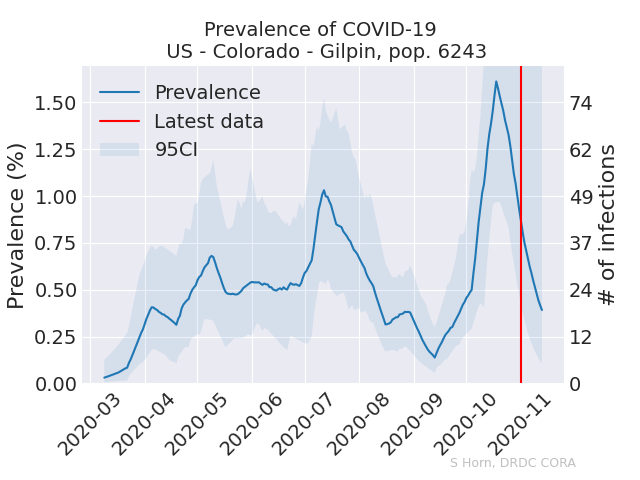 Prevalence of COVID-19
US - Colorado - Gilpin, pop. 6243
Prevalence
Latest data
95CI
Prevalence (%)
1.50
1.25
1.00
0.75
0.50
0.25
0.00
74
62
49
37
24
12
0
# of infections
2020-03
2020-04
2020-05
2020-06
2020-07
2020-08
2020-09
2020-10
2020-11
S Horn, DRDC CORA